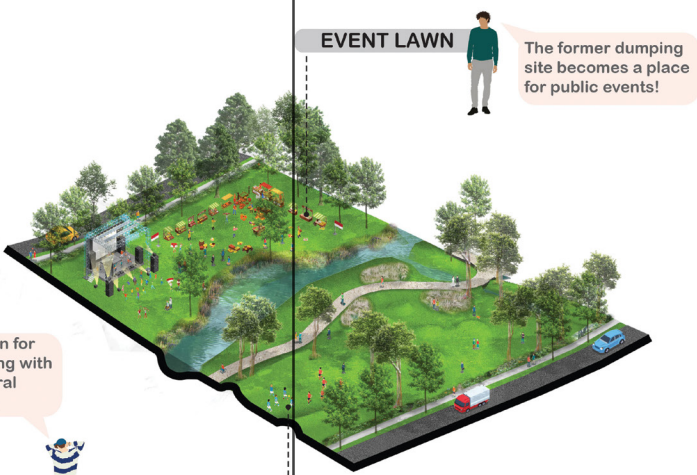 EVENT LAWN
The former dumping
site becomes a place
for public events!
n for
ng with
ral